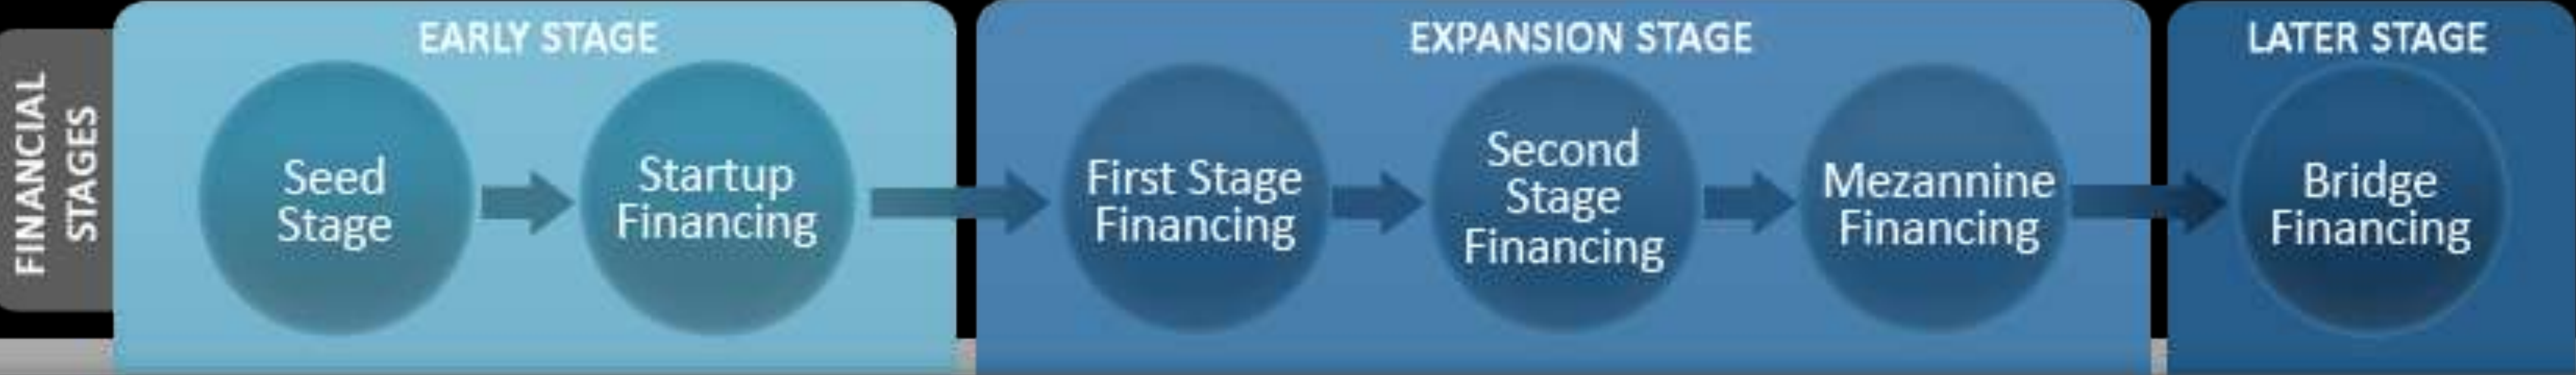 FINANCIAL
STAGES
EARLY STAGE
Seed
Stage
Startup
Financing
EXPANSION STAGE
First Stage
Financing
Second
Stage
Financing
Mezannine
Financing
LATER STAGE
Bridge
Financing